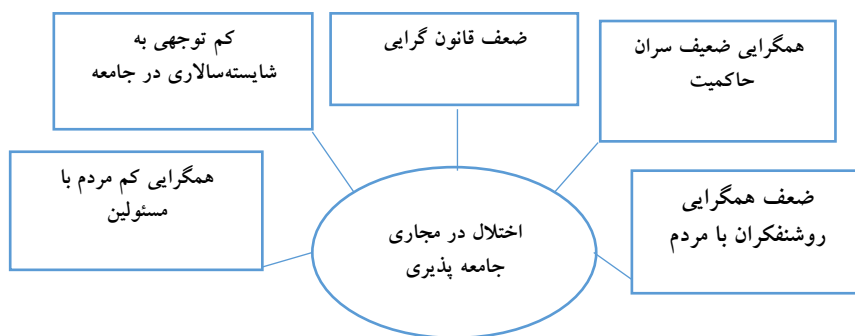 همگرایی ضعیف سران
حاکمیت
ضعف قانون گرایی
کم توجهی به
شایسته‌سالاری در جامعه
ضعف همگرایی
روشنفکران با مردم
همگرایی کم مردم با
مسئولین
اختلال در مجاری
جامعه پذیری